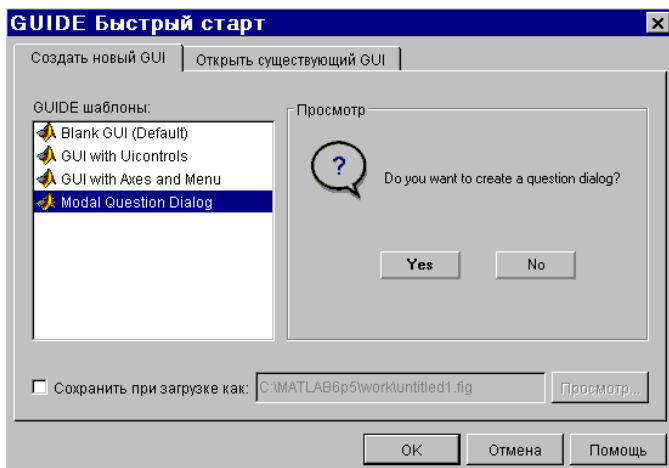 GUIDE Быстрый старт
Создать новый GUI
Открыть существующий GUI
GUIDE шаблоны:
Blank GUI (Default)
GUI with Uicontrols
GUI with Axes and Menu
Modal Question Dialog
Просмотр
?
Do you want to create a question dialog?
Yes
No
Сохранить при загрузке как:
C:\MATLAB6p5\work\untitled1.fig
Просмотр...
OK
Отмена
Помощь